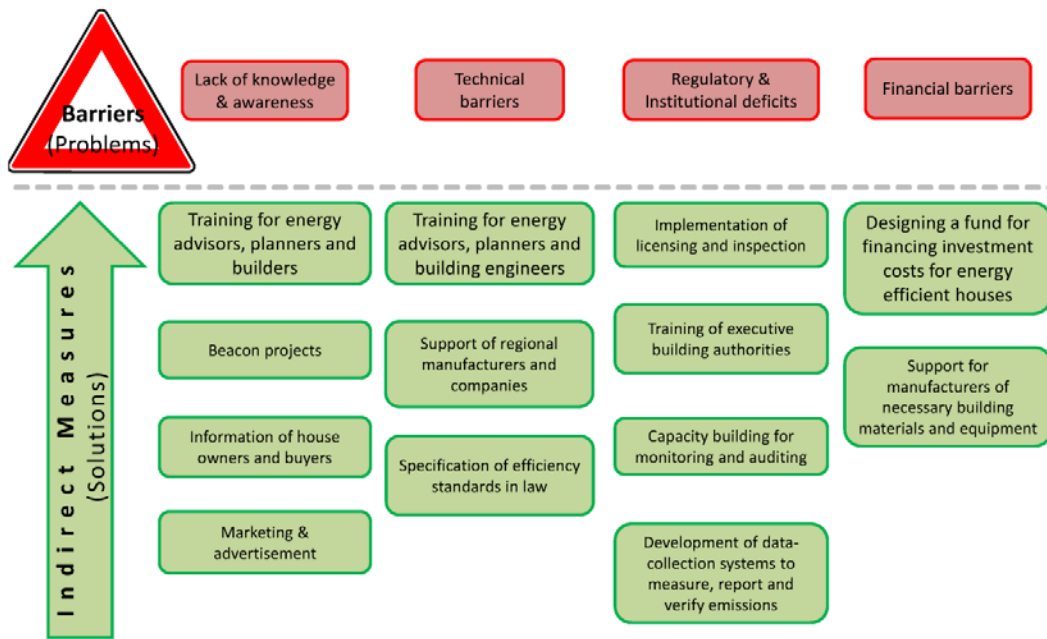 Barriers
(Problems)
Lack of knowledge
& awareness
Technical
barriers
Regulatory &
Institutional deficits
Financial barriers
Indirect Measures
(Solutions)
Training for energy
advisors, planners and
builders
Beacon projects
Information of house
owners and buyers
Marketing &
advertisement
Training for energy
advisors, planners and
building engineers
Support of regional
manufacturers and
companies
Specification of efficiency
standards in law
Implementation of
licensing and inspection
Training of executive
building authorities
Capacity building for
monitoring and auditing
Development of data-
collection systems to
measure, report and
verify emissions
Designing a fund for
financing investment
costs for energy
efficient houses
Support for
manufacturers of
necessary building
materials and equipment